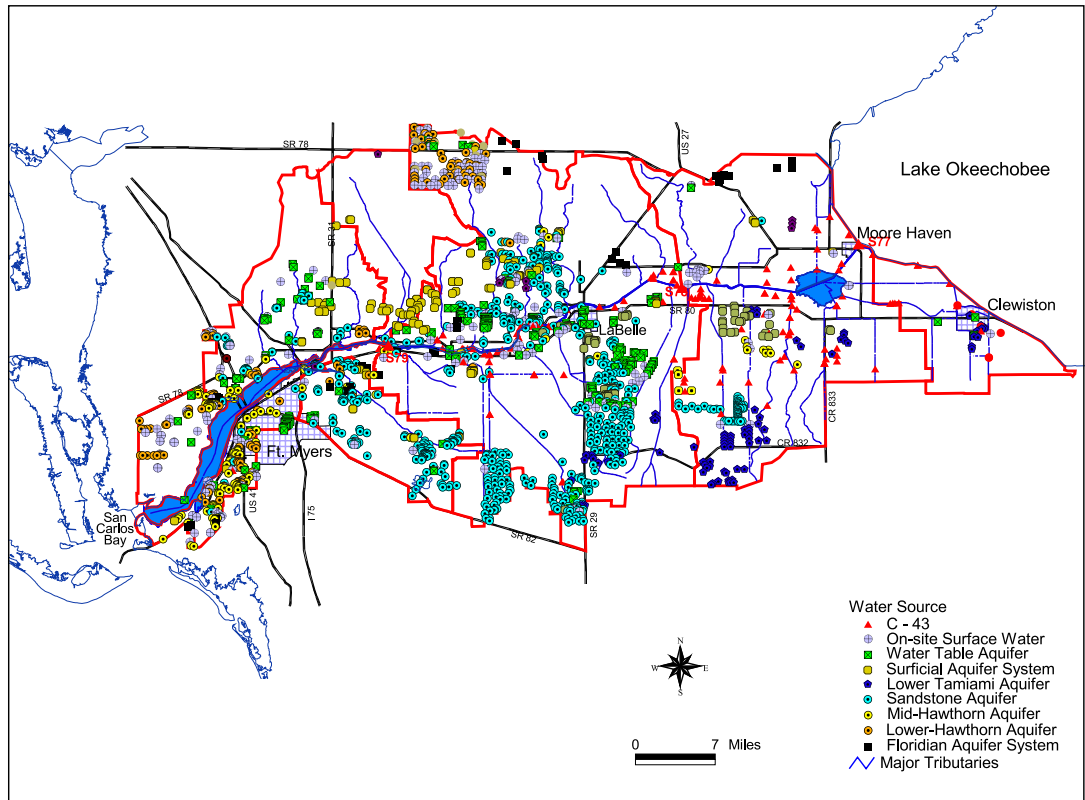 SR 78
US 27
Lake Okeechobee
SR 31
Moore Haven
S77
S78
Clewiston
SR 80
LaBelle
S79
SR 78
CR 833
Ft. Myers
CR 832
US 4
I 75
San
Carlos
Bay
SR 29
SR 82
Water Source
C - 43
On-site Surface Water
Water Table Aquifer
Surficial Aquifer System
Lower Tamiami Aquifer
Sandstone Aquifer
Mid-Hawthorn Aquifer
Lower-Hawthorn Aquifer
Floridian Aquifer System
Major Tributaries
N
W
E
S
0
7
Miles